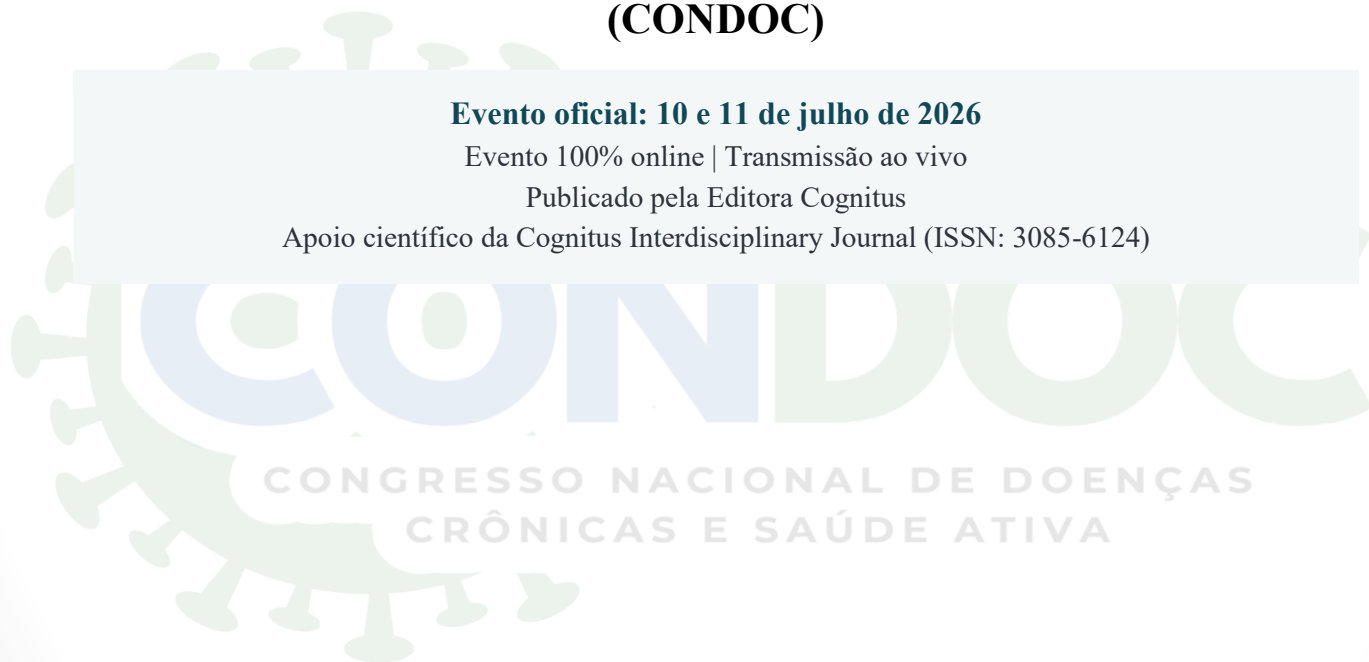 (CONDOC)
Evento oficial: 10 e 11 de julho de 2026
Evento 100% online | Transmissão ao vivo
Publicado pela Editora Cognitus
Apoio científico da Cognitus Interdisciplinary Journal (ISSN: 3085-6124)
CONDOC
CONGRESSO NACIONAL DE DOENÇAS
CRÔNICAS E SAÚDE ATIVA